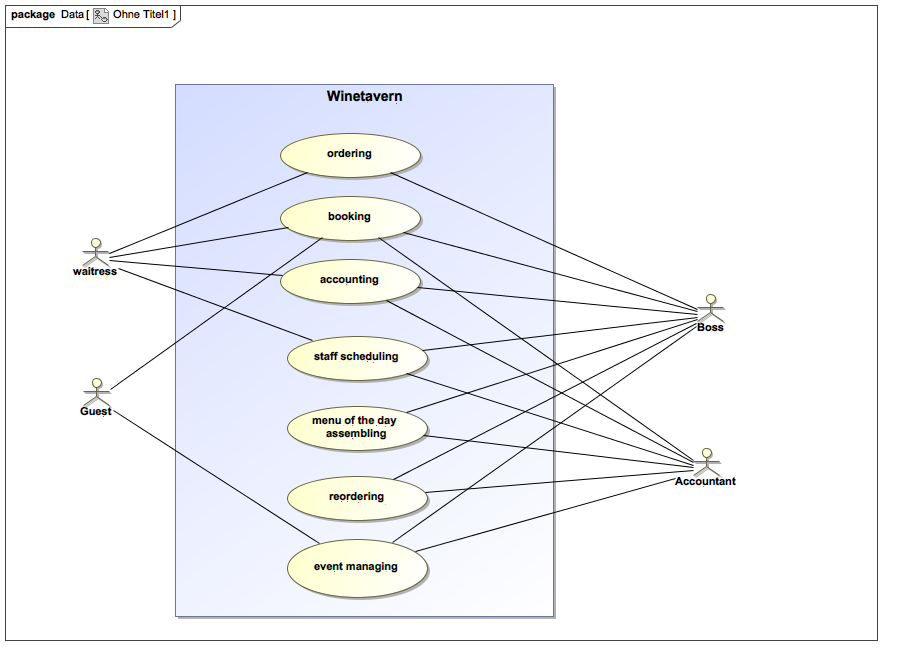 package Data [ Ohne Titel1 ]
Winetavern
ordering
booking
waitress
accounting
Boss
staff scheduling
Guest
menu of the day
assembling
Accountant
reordering
event managing